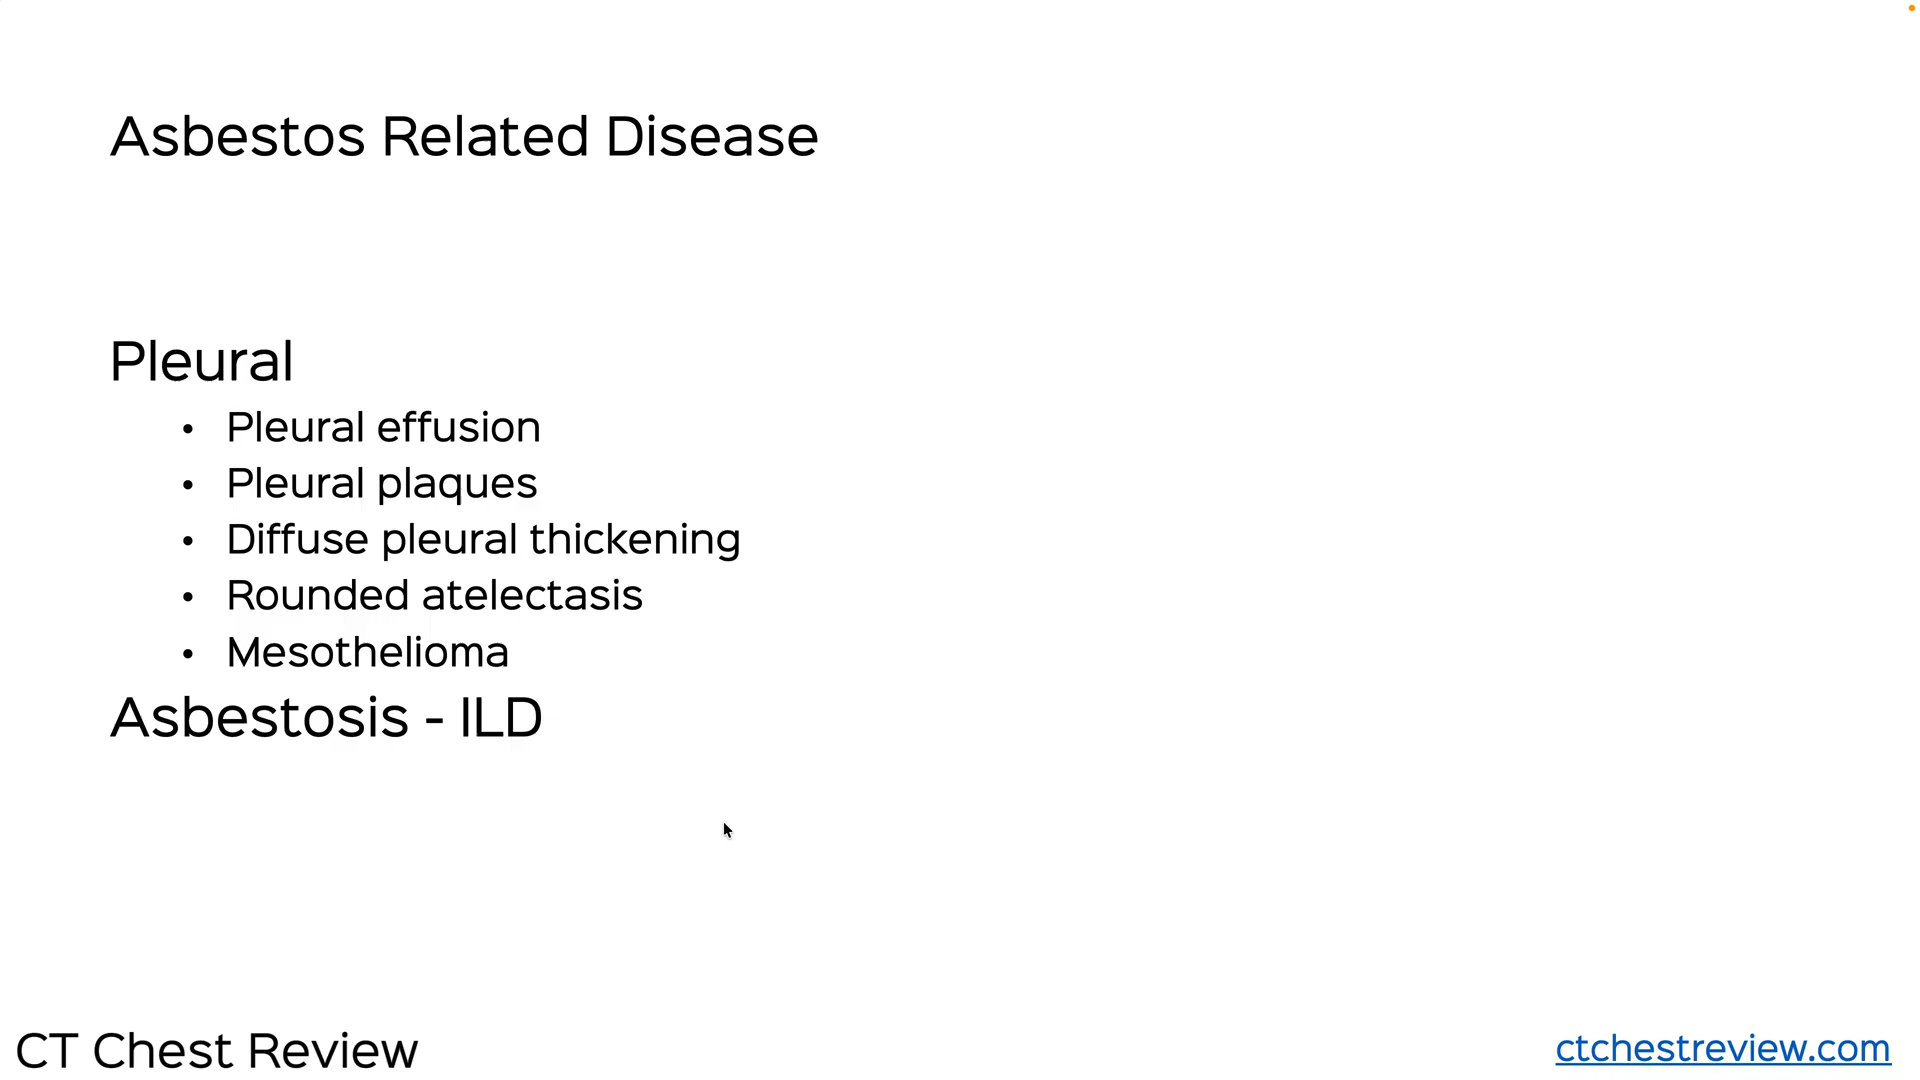 Asbestos Related Disease
Pleural
• Pleural effusion
• Pleural plaques
• Diffuse pleural thickening
• Rounded atelectasis
• Mesothelioma
Asbestosis - ILD
CT Chest Review
ctchestreview.com